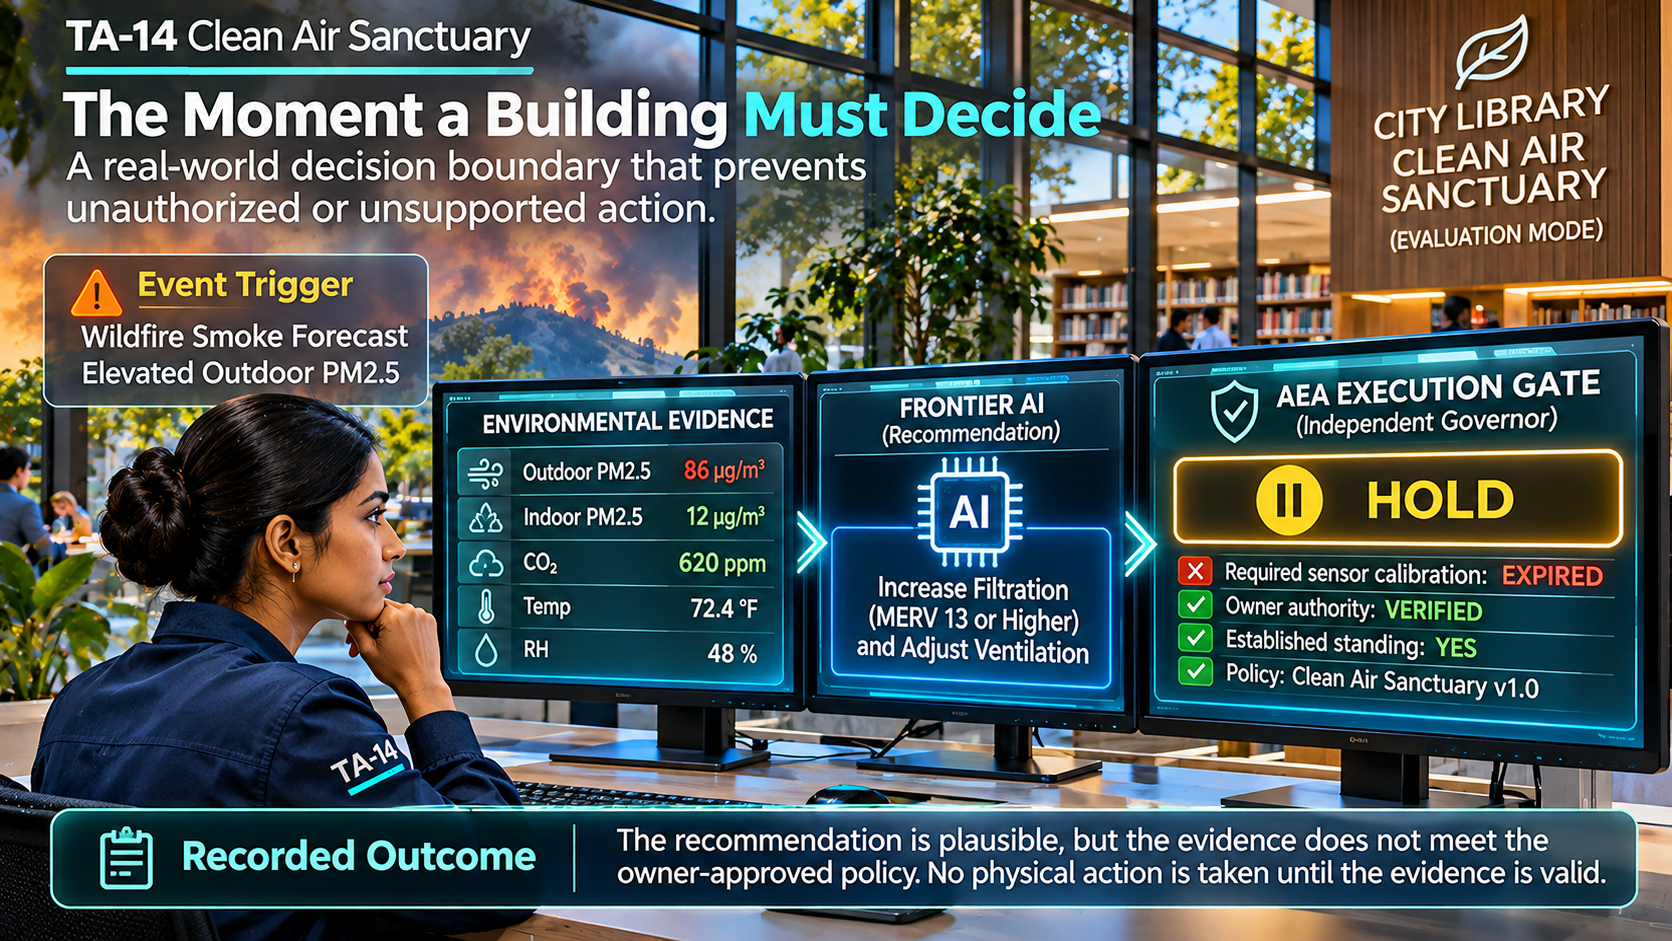 TA-14 Clean Air Sanctuary
The Moment a Building Must Decide
A real-world decision boundary that prevents
unauthorized or unsupported action.
Event Trigger
Wildfire Smoke Forecast
Elevated Outdoor PM2.5
CITY LIBRARY
CLEAN AIR
SANCTUARY
(EVALUATION MODE)
ENVIRONMENTAL EVIDENCE
Outdoor PM2.5 86 µg/m³
Indoor PM2.5 12 µg/m³
CO₂ 620 ppm
Temp 72.4 °F
RH 48 %
FRONTIER AI
(Recommendation)
AI
Increase Filtration
(MERV 13 or Higher)
and Adjust Ventilation
AEA EXECUTION GATE
(Independent Governor)
HOLD
Required sensor calibration: EXPIRED
Owner authority: VERIFIED
Established standing: YES
Policy: Clean Air Sanctuary v1.0
TA-14
Recorded Outcome
The recommendation is plausible, but the evidence does not meet the
owner-approved policy. No physical action is taken until the evidence is valid.